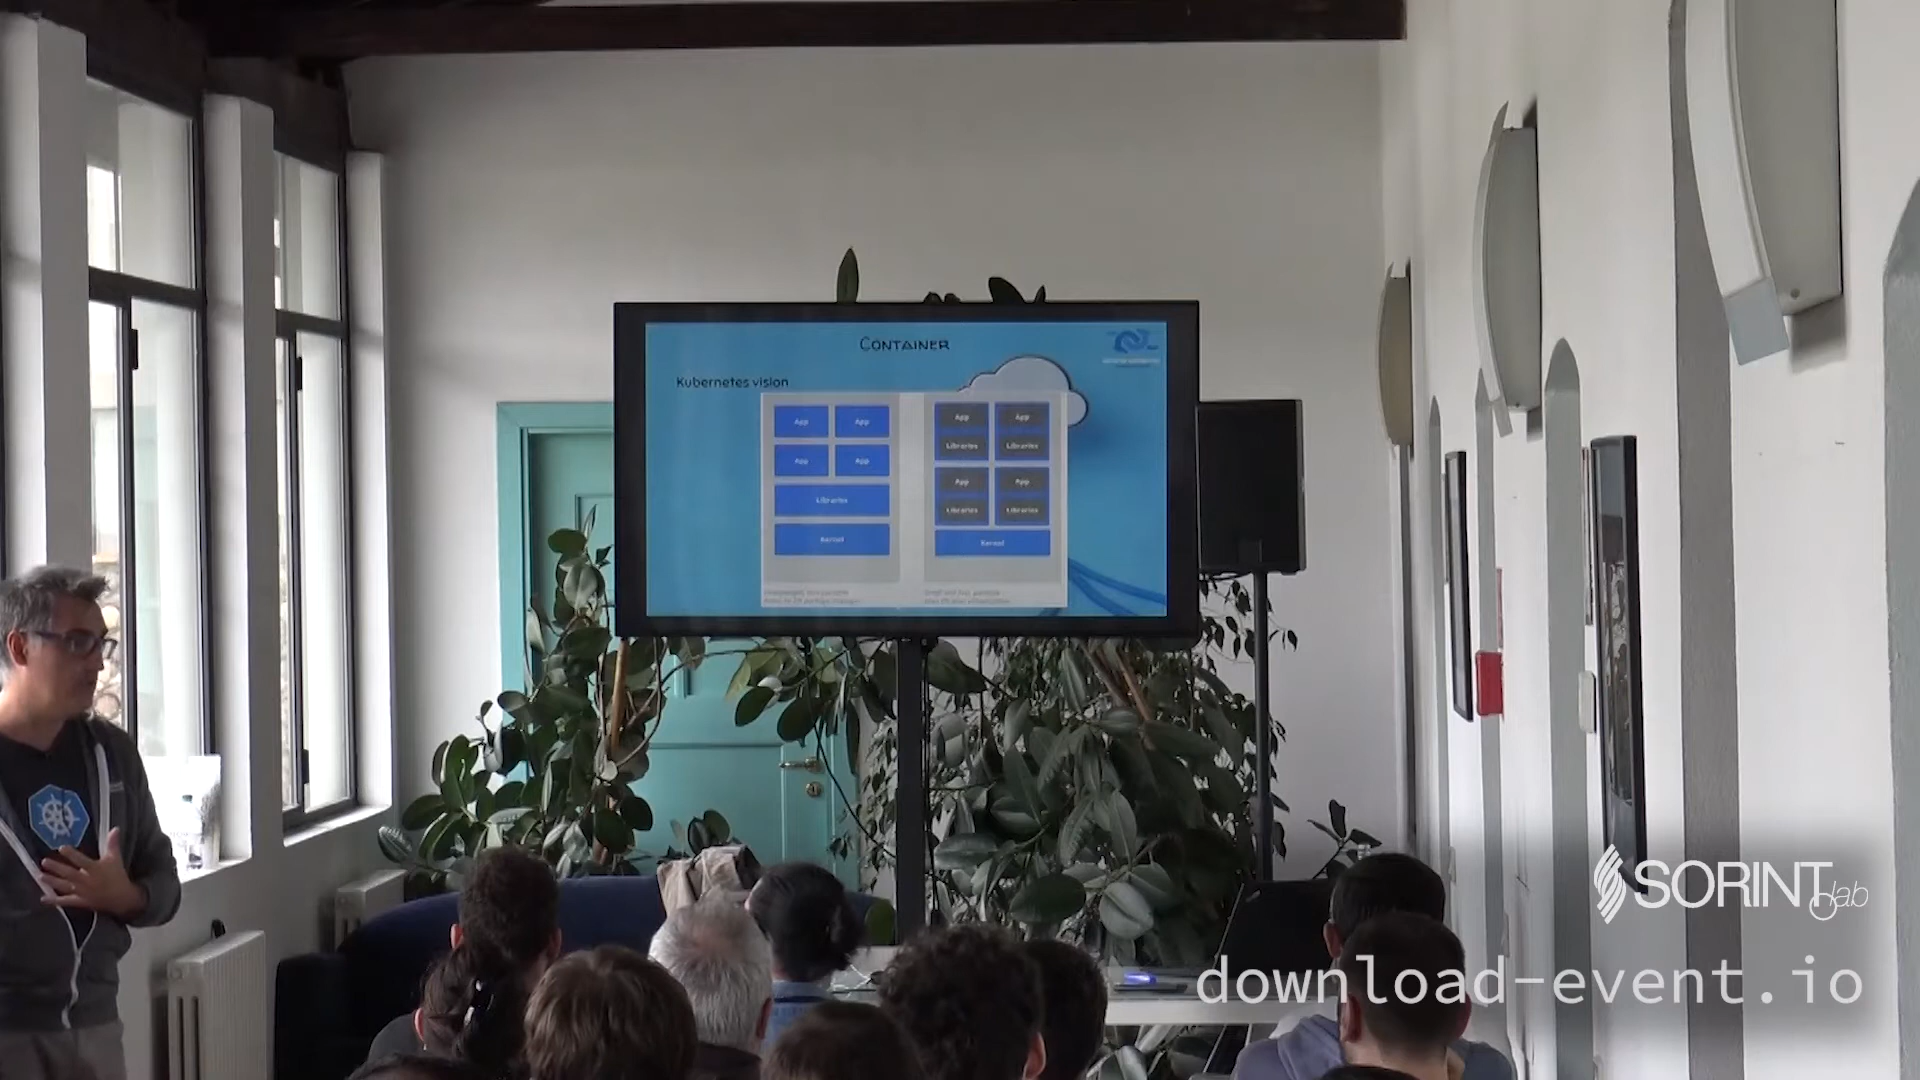 CONTAINER
Kubernetes vision
App App
App App
Libraries
Kernel
App App
Libraries Libraries
App App
Libraries Libraries
Kernel
SORINT lab
download-event.io